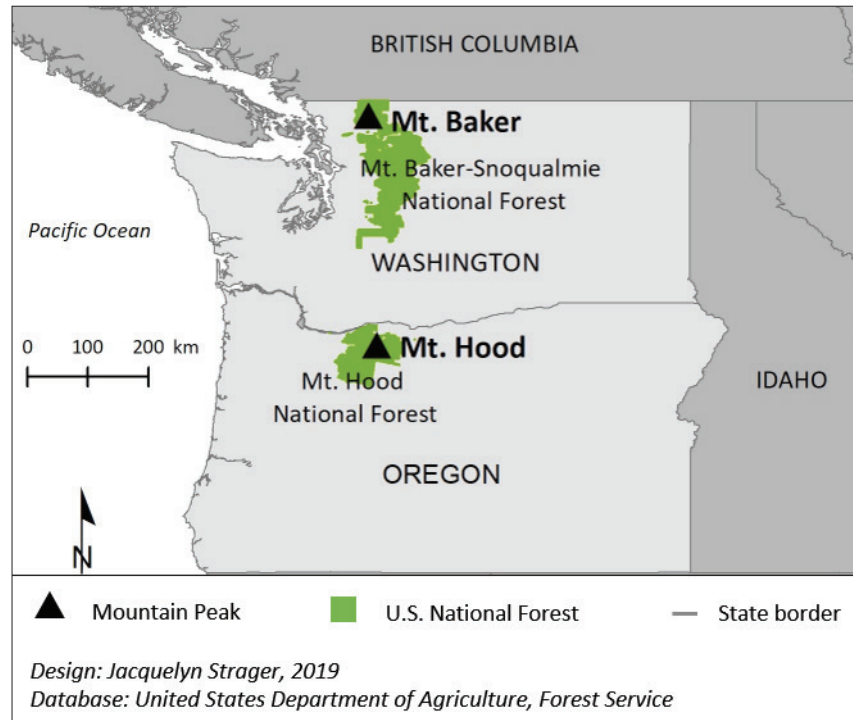 BRITISH COLUMBIA
Mt. Baker
Mt. Baker-Snoqualmie
National Forest
Pacific Ocean
WASHINGTON
0 100 200 km
Mt. Hood
Mt. Hood
National Forest
IDAHO
OREGON
N
Mountain Peak
U.S. National Forest
State border
Design: Jacquelyn Strager, 2019
Database: United States Department of Agriculture, Forest Service